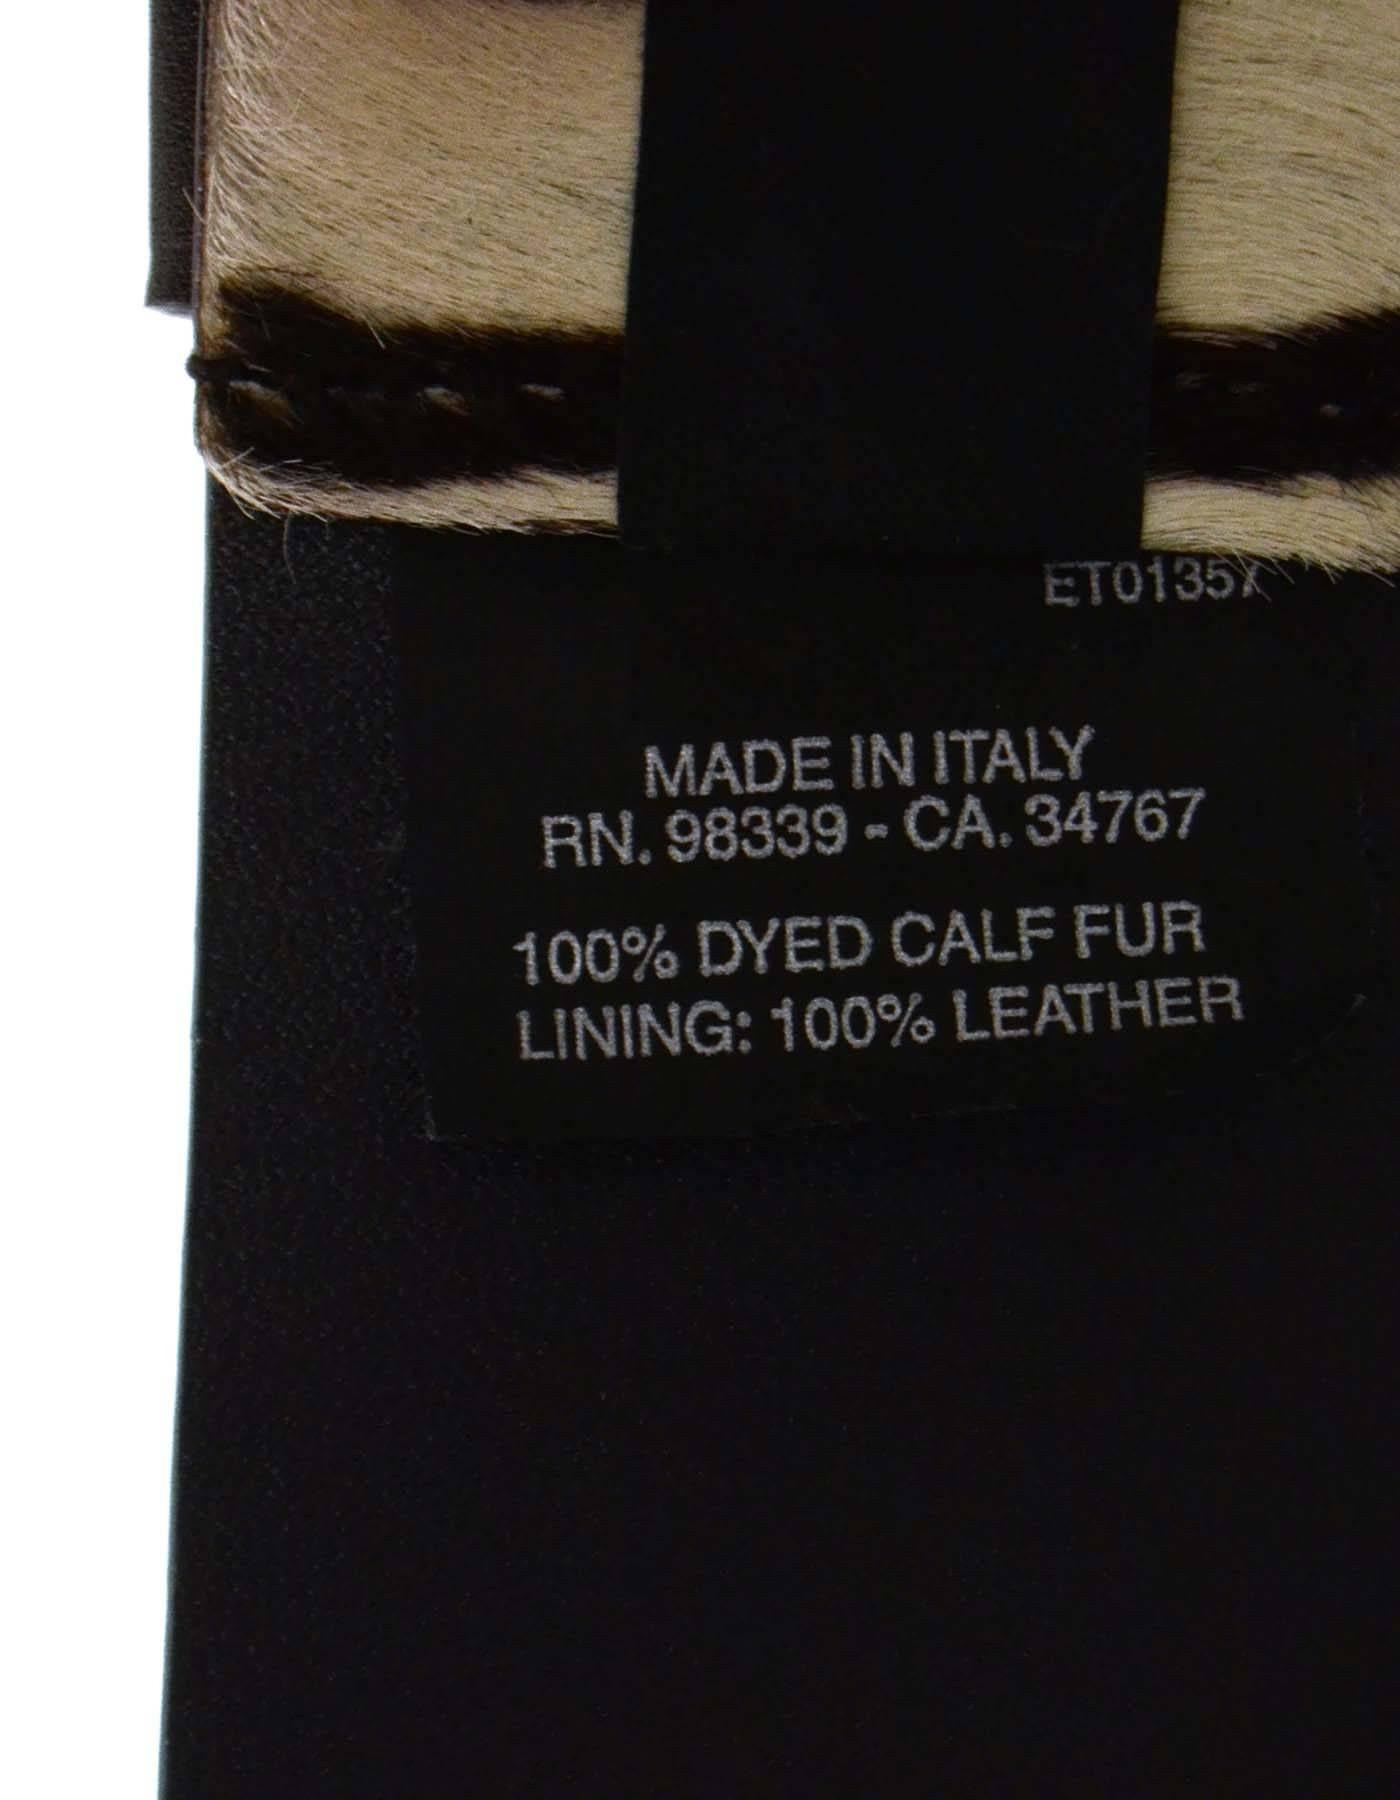 ET0135X
MADE IN ITALY
RN. 98339 - CA. 34767
100% DYED CALF FUR
LINING: 100% LEATHER